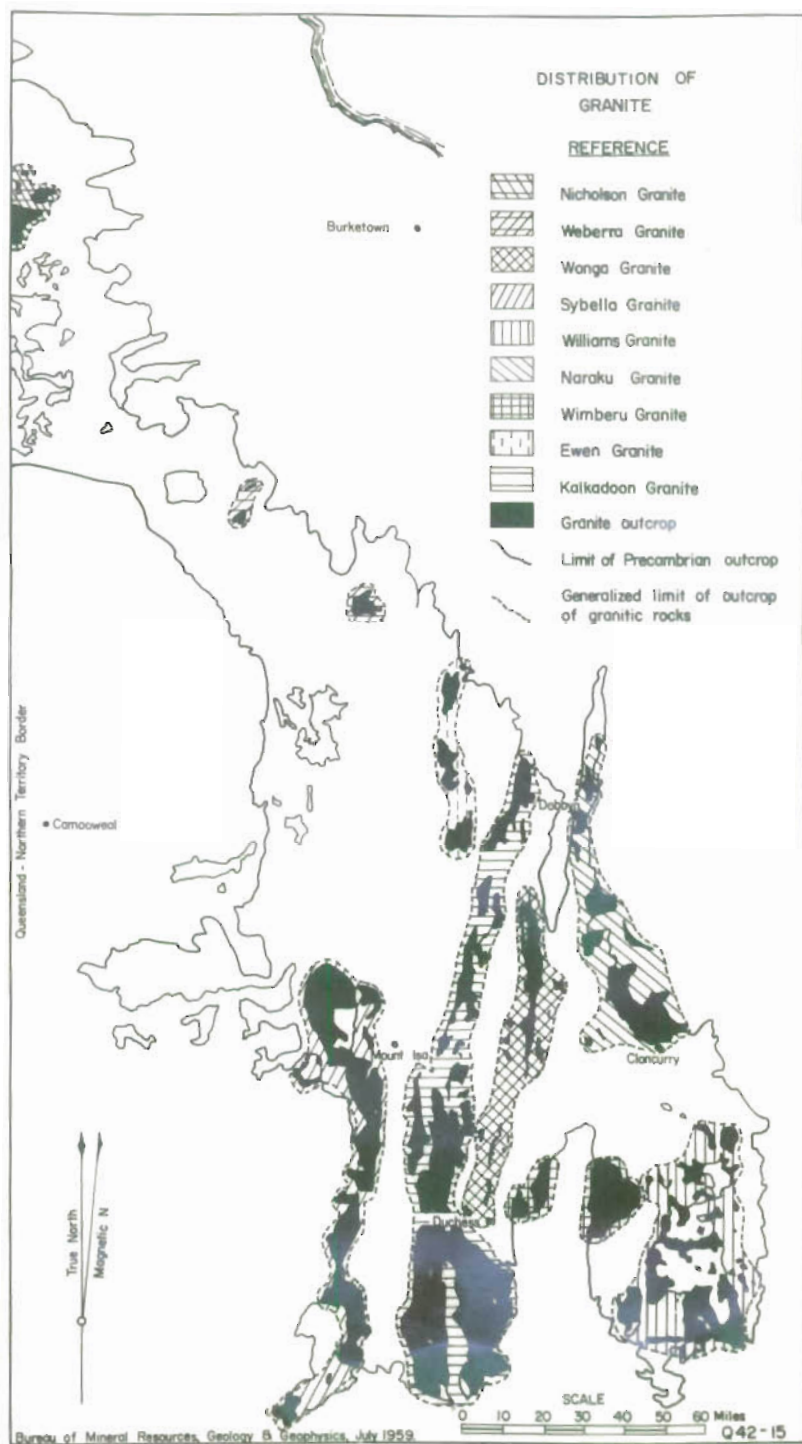 DISTRIBUTION OF
GRANITE
REFERENCE
Nicholson Granite
Weberra Granite
Wonga Granite
Sybella Granite
Williams Granite
Naraku Granite
Wimberu Granite
Ewen Granite
Kalkadoon Granite
Granite outcrop
Limit of Precambrian outcrop
Generalized limit of outcrop
of granitic rocks
Burketown
Dobbyn
Camooweal
Queensland - Northern Territory Border
Mount Isa
Cloncurry
Duchess
True North
Magnetic N
SCALE
0 10 20 30 40 50 60 Miles
Bureau of Mineral Resources, Geology & Geophysics, July 1959.
Q42-15